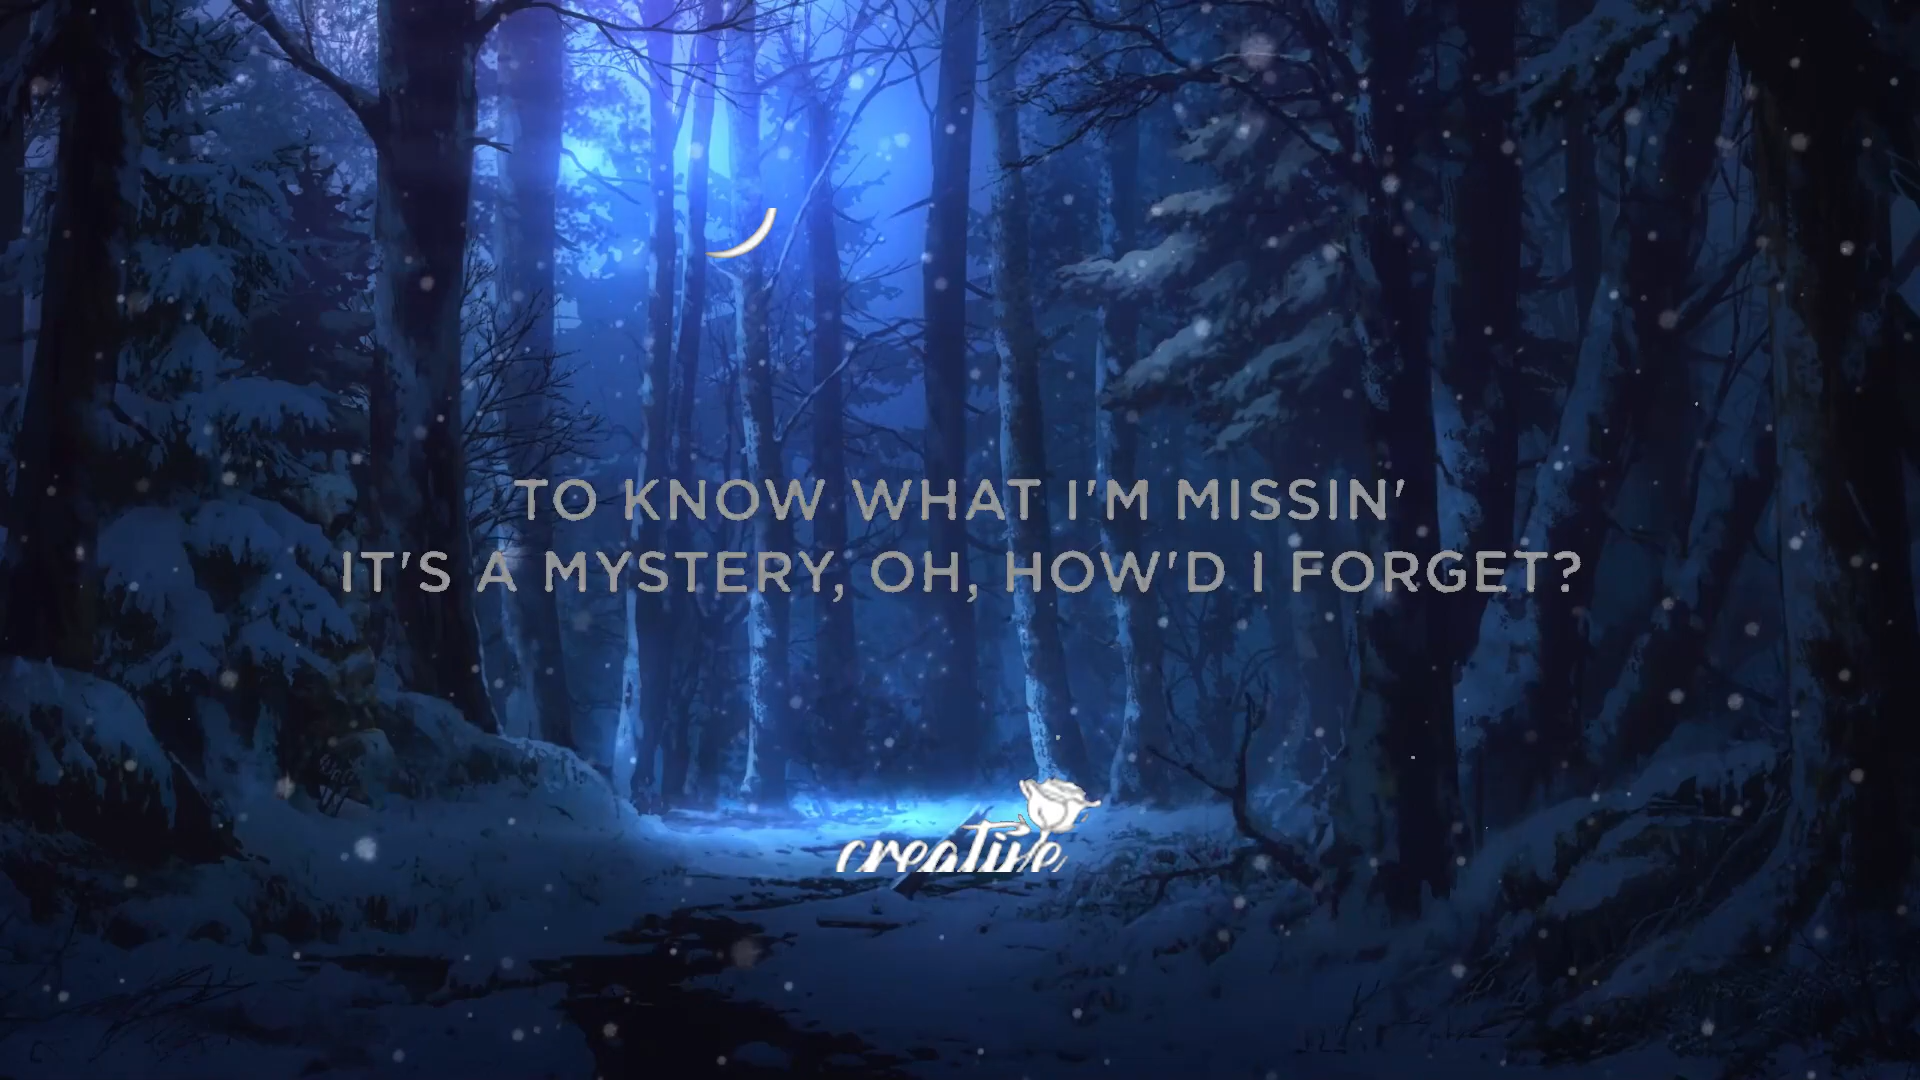 TO KNOW WHAT I'M MISSIN'
IT'S A MYSTERY, OH, HOW'D I FORGET?
creative